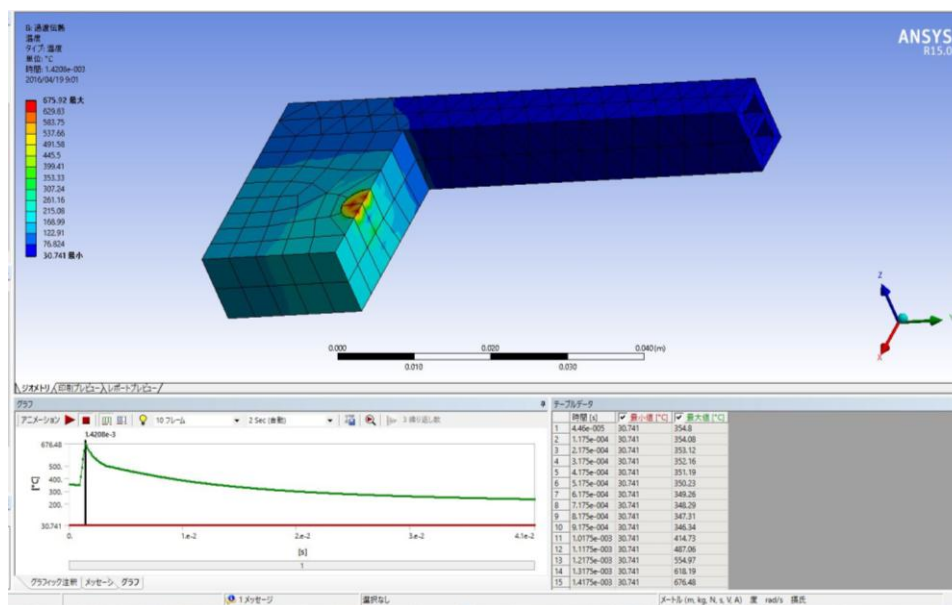 B: 過渡伝熱
温度
タイプ: 温度
単位: °C
時間: 1.4208e-003
2016/04/19 9:01
675.92 最大
629.83
583.75
537.66
491.58
445.5
399.41
353.33
307.24
261.16
215.08
168.99
122.91
76.824
30.741 最小
ANSYS
R15.0
Z
Y
X
0.000
0.020
0.040(m)
0.010
0.030
ジオメトリ/印刷プレビュー/レポートプレビュー/
グラフ
アニメーション
10 フレーム
2 Sec (自動)
1.4208e-3
676.48
500.
400.
300.
200.
30.741
[°C]
0.
1.e-2
2.e-2
3.e-2
4.1e-2
[s]
1
グラフィック注釈
メッセージ
グラフ
テーブルデータ
時間 [s] 最小値 [°C] 最大値 [°C]
1 4.46e-005 30.741 354.8
2 1.175e-004 30.741 354.08
3 2.175e-004 30.741 353.12
4 3.175e-004 30.741 352.16
5 4.175e-004 30.741 351.19
6 5.175e-004 30.741 350.23
7 6.175e-004 30.741 349.26
8 7.175e-004 30.741 348.29
9 8.175e-004 30.741 347.31
10 9.175e-004 30.741 346.34
11 1.0175e-003 30.741 414.73
12 1.1175e-003 30.741 487.06
13 1.2175e-003 30.741 554.97
14 1.3175e-003 30.741 618.19
15 1.4175e-003 30.741 676.48
1 メッセージ
選択なし
メートル (m, kg, N, s, V, A) 度 rad/s 摂氏